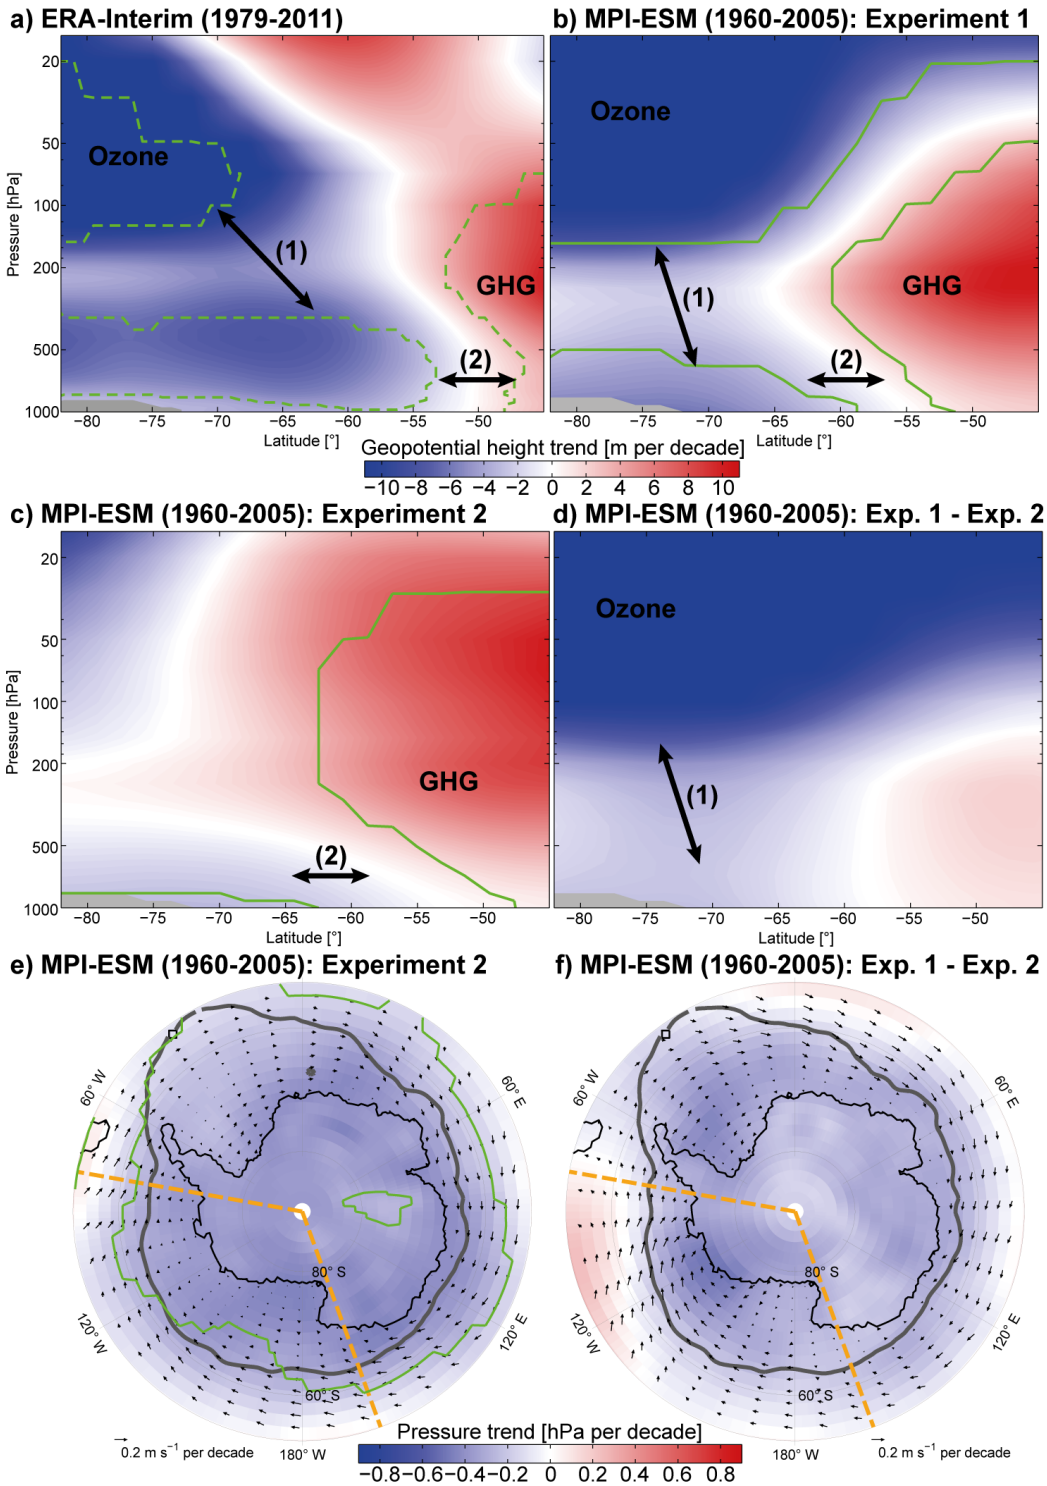 a) ERA-Interim (1979-2011)
b) MPI-ESM (1960-2005): Experiment 1
Pressure [hPa]
20
50
100
200
500
1000
Ozone
(1)
GHG
(2)
−80 −75 −70 −65 −60 −55 −50
Latitude [°]
Ozone
(1)
GHG
(2)
−80 −75 −70 −65 −60 −55 −50
Latitude [°]
Geopotential height trend [m per decade]
−10 −8 −6 −4 −2 0 2 4 6 8 10
c) MPI-ESM (1960-2005): Experiment 2
d) MPI-ESM (1960-2005): Exp. 1 - Exp. 2
Pressure [hPa]
20
50
100
200
500
1000
GHG
(2)
−80 −75 −70 −65 −60 −55 −50
Latitude [°]
Ozone
(1)
−80 −75 −70 −65 −60 −55 −50 −45
Latitude [°]
e) MPI-ESM (1960-2005): Experiment 2
f) MPI-ESM (1960-2005): Exp. 1 - Exp. 2
60° W
60° E
80° S
120° W
120° E
60° S
180° W
0.2 m s−1 per decade
60° W
60° E
80° S
120° W
120° E
60° S
180° W
0.2 m s−1 per decade
Pressure trend [hPa per decade]
−0.8 −0.6 −0.4 −0.2 0 0.2 0.4 0.6 0.8